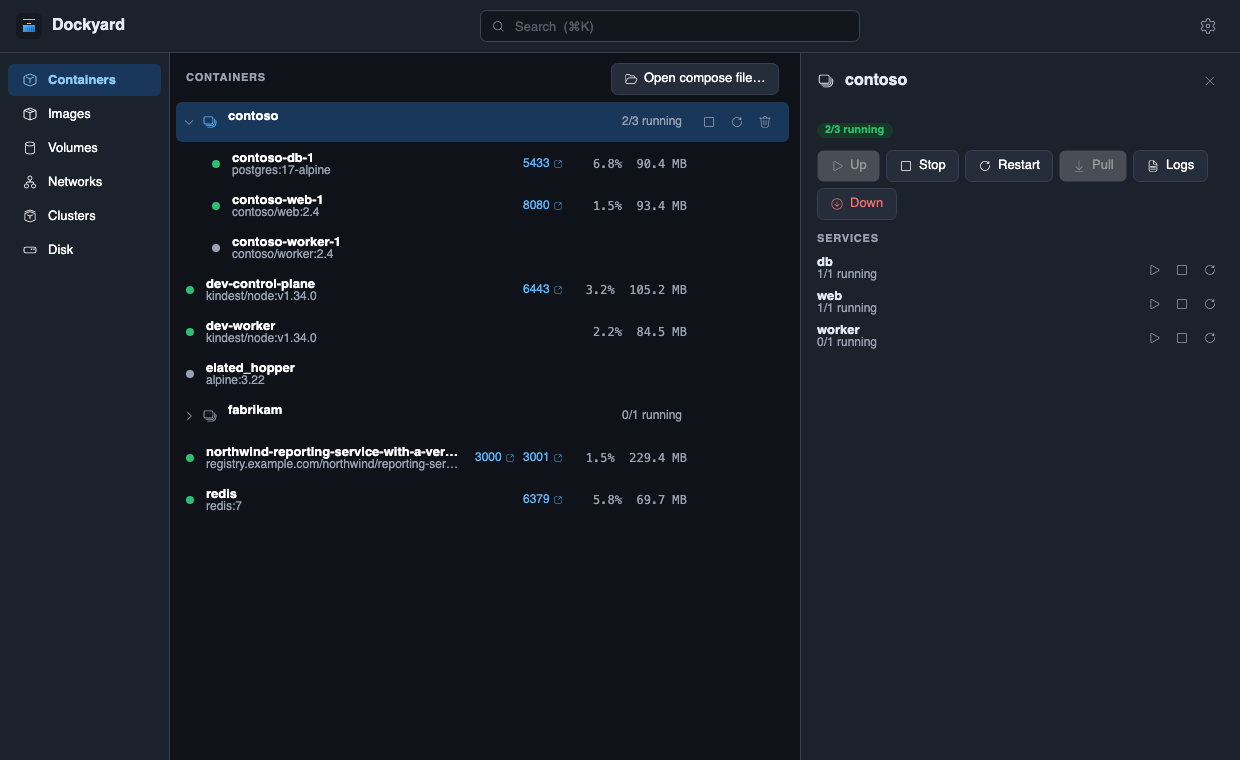 Dockyard
Search (⌘K)
Containers
Images
Volumes
Networks
Clusters
Disk
CONTAINERS
Open compose file...
contoso
2/3 running
contoso-db-1
postgres:17-alpine
5433
6.8% 90.4 MB
contoso-web-1
contoso/web:2.4
8080
1.5% 93.4 MB
contoso-worker-1
contoso/worker:2.4
dev-control-plane
kindest/node:v1.34.0
6443
3.2% 105.2 MB
dev-worker
kindest/node:v1.34.0
2.2% 84.5 MB
elated_hopper
alpine:3.22
fabrikam
0/1 running
northwind-reporting-service-with-a-ver...
registry.example.com/northwind/reporting-ser...
3000 3001
1.5% 229.4 MB
redis
redis:7
6379
5.8% 69.7 MB
contoso
2/3 running
Up
Stop
Restart
Pull
Logs
Down
SERVICES
db
1/1 running
web
1/1 running
worker
0/1 running